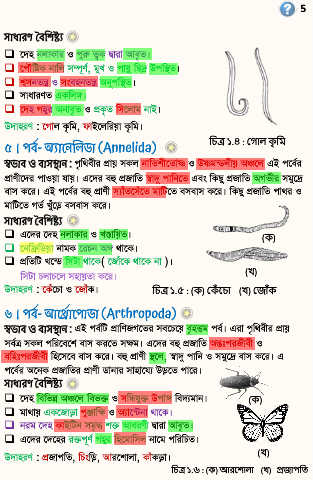 5
সাধারণ বৈশিষ্ট্য
দেহ নলাকার ও পুরু ত্বক দ্বারা আবৃত।
পৌষ্টিক নালি সম্পূর্ণ, মুখ ও পায়ু ছিদ্র উপস্থিত।
শ্বসনতন্ত্র ও সংবহনতন্ত্র অনুপস্থিত।
সাধারণত একলিঙ্গ।
দেহ গহ্বর অনাবৃত ও প্রকৃত সিলোম নাই।
উদাহরণ : গোল কৃমি, ফাইলেরিয়া কৃমি।
চিত্র ১.৪ : গোল কৃমি
৫। পর্ব- অ্যানেলিডা (Annelida)
স্বভাব ও বাসস্থান : পৃথিবীর প্রায় সকল নাতিশীতোষ্ণ ও উষ্ণমণ্ডলীয় অঞ্চলে এই পর্বের
প্রাণীদের পাওয়া যায়। এদের বহু প্রজাতি স্বাদু পানিতে এবং কিছু প্রজাতি অগভীর সমুদ্রে
বাস করে। এই পর্বের বহু প্রাণী স্যাঁতসেঁতে মাটিতে বসবাস করে। কিছু প্রজাতি পাথর ও
মাটিতে গর্ত খুঁড়ে বসবাস করে।
সাধারণ বৈশিষ্ট্য
এদের দেহ নলাকার ও খণ্ডায়িত।
নেফ্রিডিয়া নামক রেচন অঙ্গ থাকে।
প্রতিটি খণ্ডে সিটা থাকে (জোঁকে থাকে না)।
সিটা চলাচলে সহায়তা করে।
উদাহরণ : কেঁচো ও জোঁক।
(ক)
(খ)
চিত্র ১.৫ : (ক) কেঁচো (খ) জোঁক
৬। পর্ব- আর্থ্রোপোডা (Arthropoda)
স্বভাব ও বাসস্থান : এই পর্বটি প্রাণিজগতের সবচেয়ে বৃহত্তম পর্ব। এরা পৃথিবীর প্রায়
সর্বত্র সকল পরিবেশে বাস করতে সক্ষম। এদের বহু প্রজাতি অন্তঃপরজীবী ও
বহিঃপরজীবী হিসেবে বাস করে। বহু প্রাণী স্থলে, স্বাদু পানি ও সমুদ্রে বাস করে। এ
পর্বের অনেক প্রজাতির প্রাণী ডানার সাহায্যে উড়তে পারে।
সাধারণ বৈশিষ্ট্য
দেহ বিভিন্ন অঞ্চলে বিভক্ত ও সন্ধিযুক্ত উপাঙ্গ বিদ্যমান।
মাথায় একজোড়া পুঞ্জাক্ষি ও অ্যান্টেনা থাকে।
নরম দেহ কাইটিন সমৃদ্ধ শক্ত আবরণী দ্বারা আবৃত।
এদের দেহের রক্তপূর্ণ গহ্বর হিমোসিল নামে পরিচিত।
উদাহরণ : প্রজাপতি, চিংড়ি, আরশোলা, কাঁকড়া।
(ক)
(খ)
চিত্র ১.৬ : (ক) আরশোলা (খ) প্রজাপতি